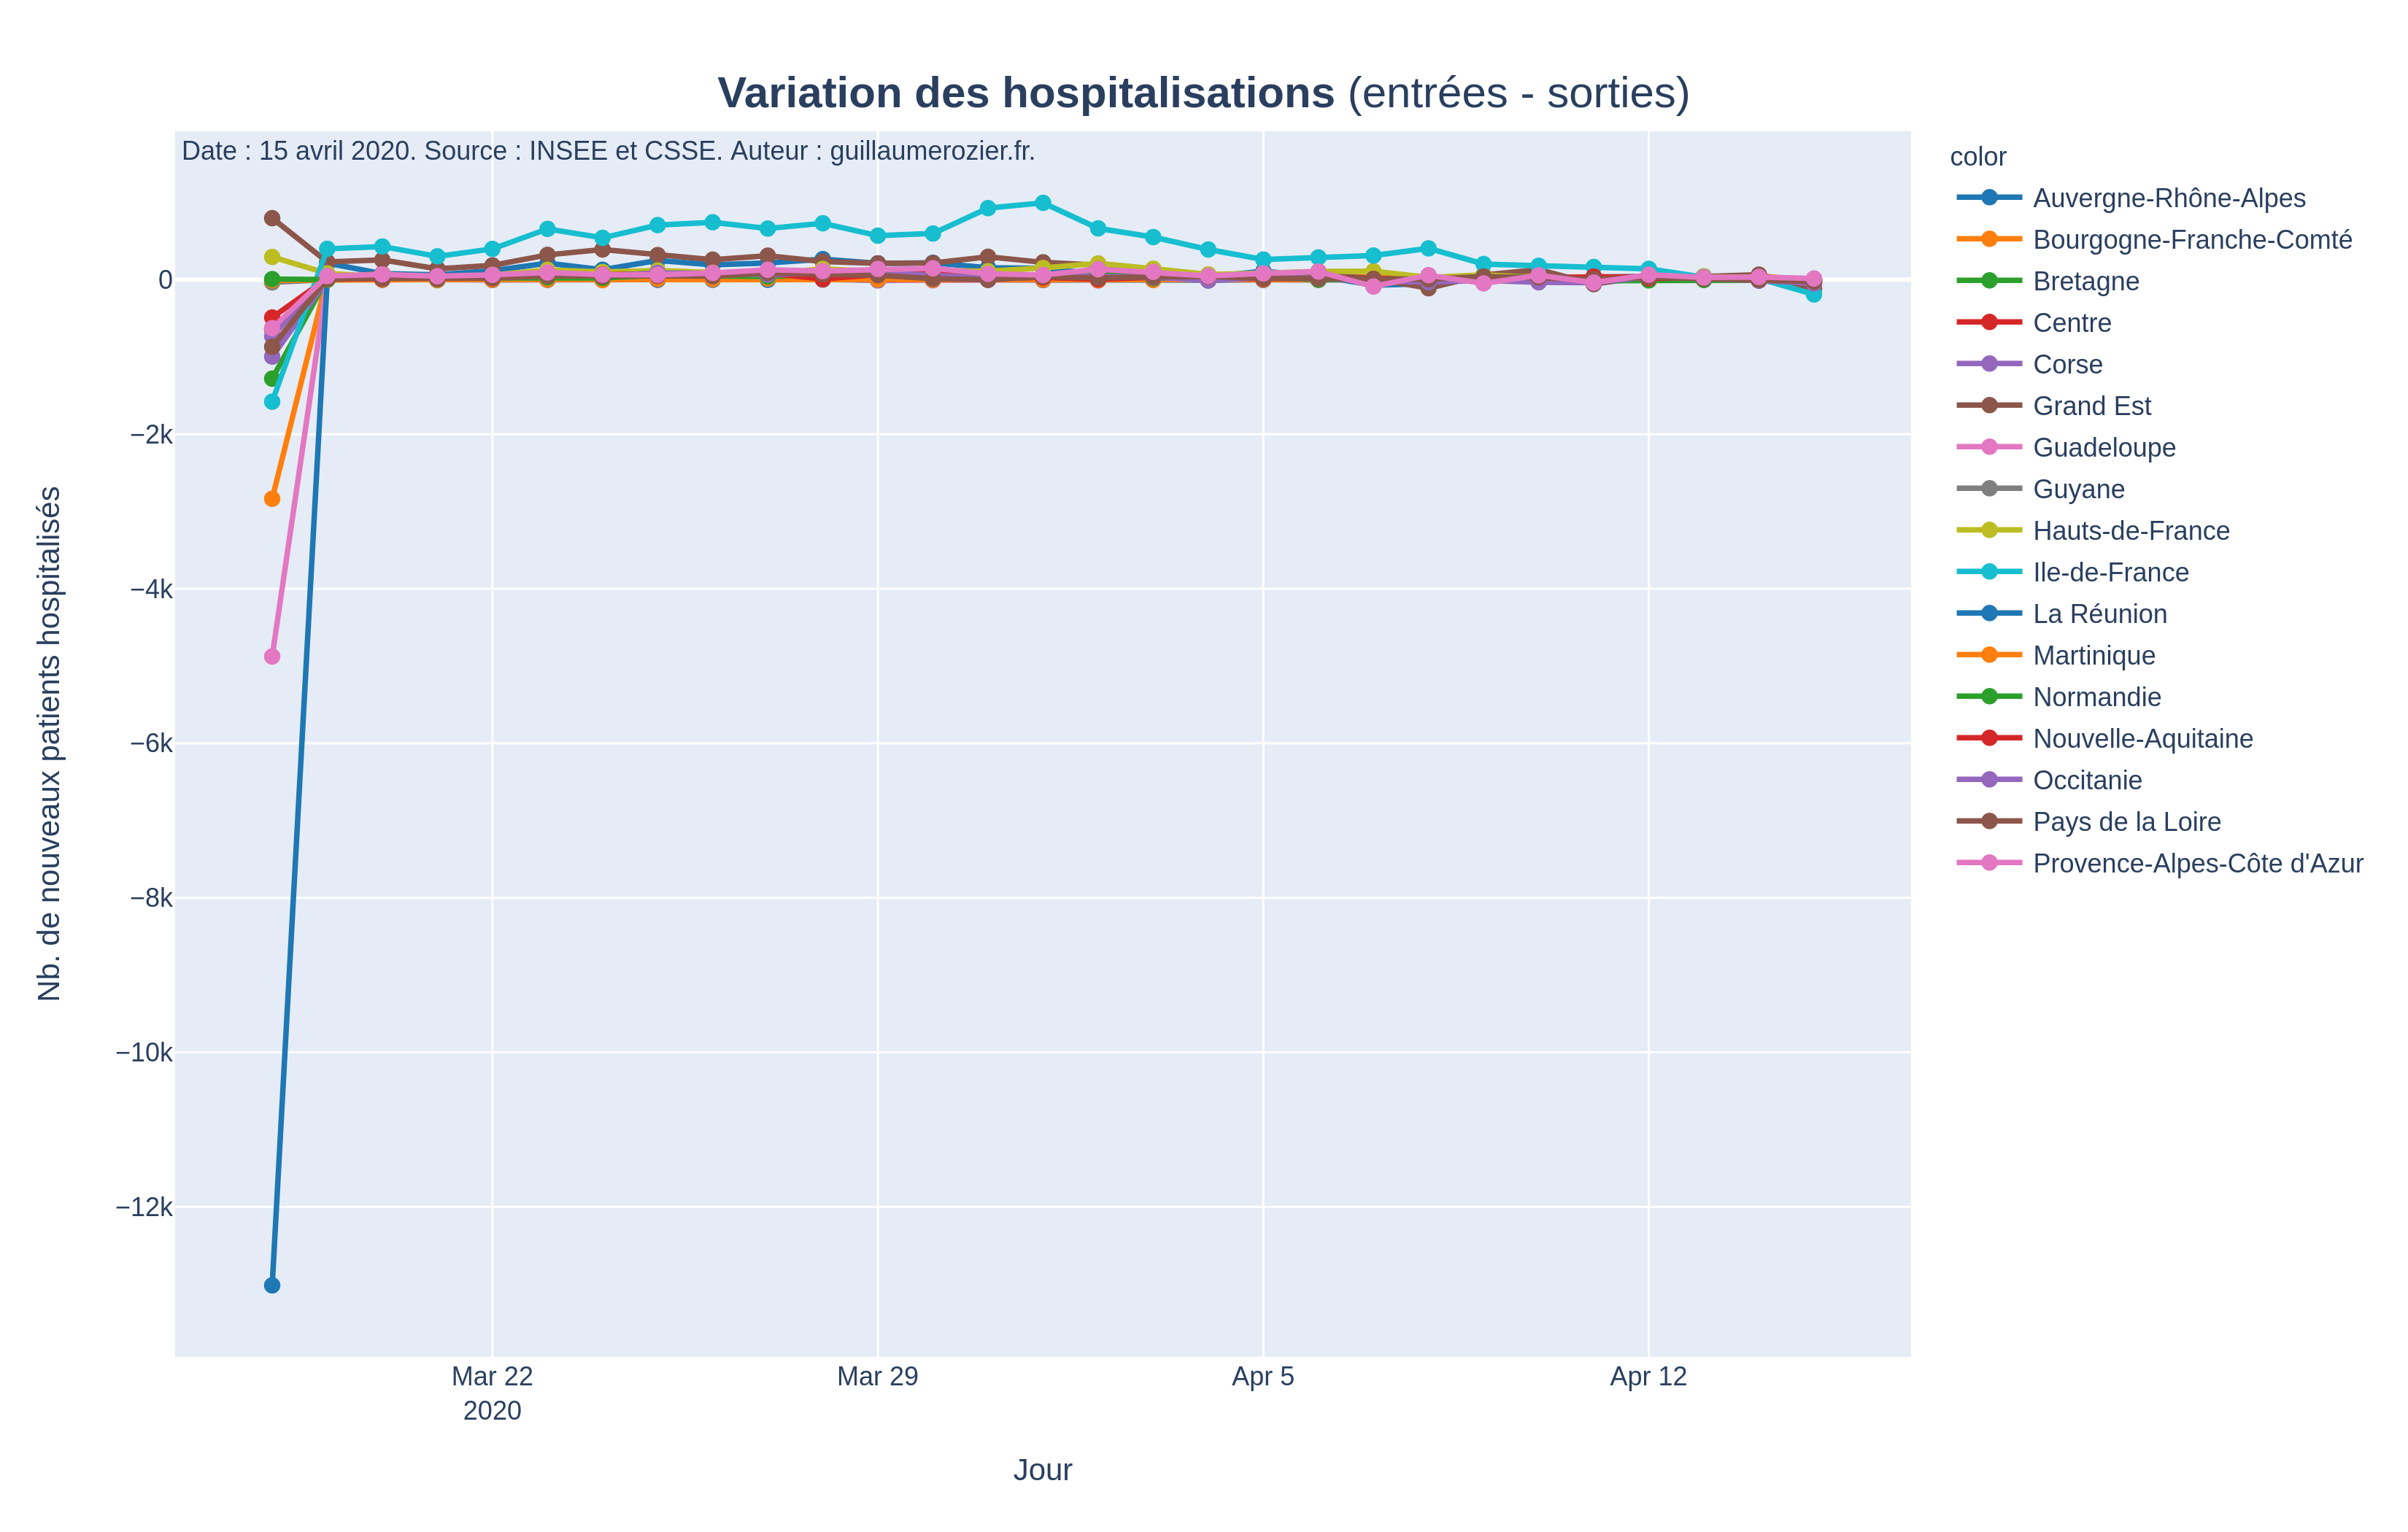 Variation des hospitalisations (entrées - sorties)
Date : 15 avril 2020. Source : INSEE et CSSE. Auteur : guillaumerozier.fr.
Nb. de nouveaux patients hospitalisés
0
−2k
−4k
−6k
−8k
−10k
−12k
Mar 22
2020
Mar 29
Apr 5
Apr 12
Jour
color
Auvergne-Rhône-Alpes
Bourgogne-Franche-Comté
Bretagne
Centre
Corse
Grand Est
Guadeloupe
Guyane
Hauts-de-France
Ile-de-France
La Réunion
Martinique
Normandie
Nouvelle-Aquitaine
Occitanie
Pays de la Loire
Provence-Alpes-Côte d'Azur